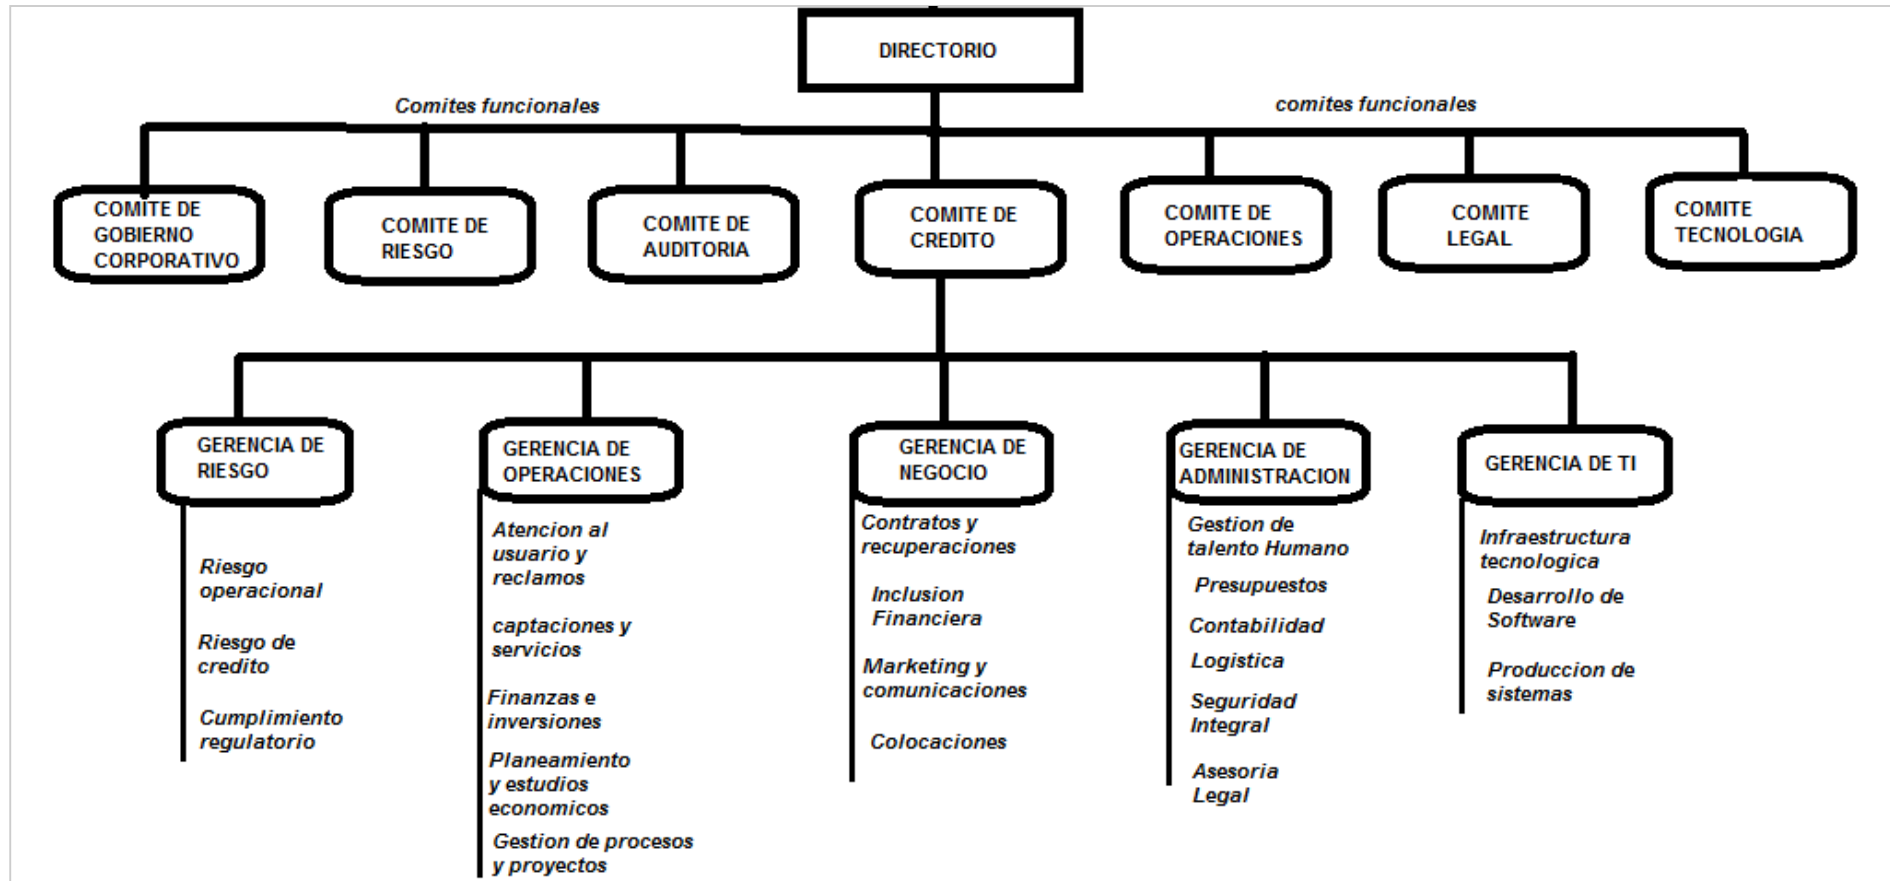 DIRECTORIO
Comites funcionales
comites funcionales
COMITE DE
GOBIERNO
CORPORATIVO
COMITE DE
RIESGO
COMITE DE
AUDITORIA
COMITE DE
CREDITO
COMITE DE
OPERACIONES
COMITE
LEGAL
COMITE
TECNOLOGIA
GERENCIA DE
RIESGO
Riesgo
operacional
Riesgo de
credito
Cumplimiento
regulatorio
GERENCIA DE
OPERACIONES
Atencion al
usuario y
reclamos
captaciones y
servicios
Finanzas e
inversiones
Planeamiento
y estudios
economicos
Gestion de procesos
y proyectos
GERENCIA DE
NEGOCIO
Contratos y
recuperaciones
Inclusion
Financiera
Marketing y
comunicaciones
Colocaciones
GERENCIA DE
ADMINISTRACION
Gestion de
talento Humano
Presupuestos
Contabilidad
Logistica
Seguridad
Integral
Asesoria
Legal
GERENCIA DE TI
Infraestructura
tecnologica
Desarrollo de
Software
Produccion de
sistemas